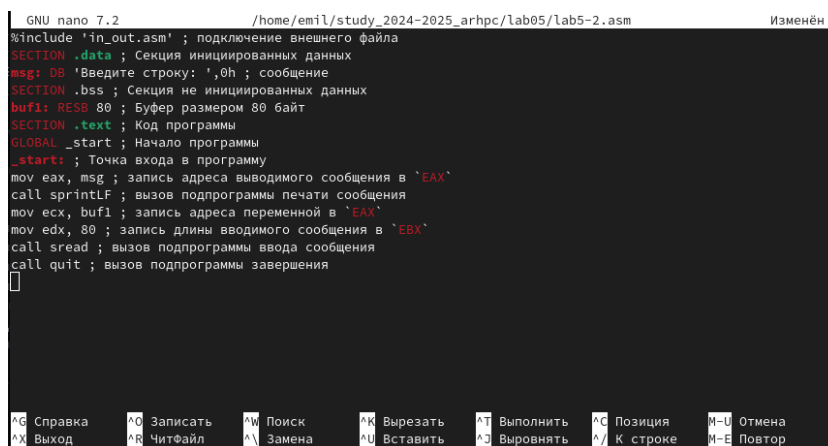 GNU nano 7.2 /home/emil/study_2024-2025_arhpc/lab05/lab5-2.asm Изменён
%include 'in_out.asm' ; подключение внешнего файла
SECTION .data ; Секция инициированных данных
msg: DB 'Введите строку: ',0h ; сообщение
SECTION .bss ; Секция не инициированных данных
buf1: RESB 80 ; Буфер размером 80 байт
SECTION .text ; Код программы
GLOBAL _start ; Начало программы
_start: ; Точка входа в программу
mov eax, msg ; запись адреса выводимого сообщения в `EAX`
call sprintLF ; вызов подпрограммы печати сообщения
mov ecx, buf1 ; запись адреса переменной в `EAX`
mov edx, 80 ; запись длины вводимого сообщения в `EBX`
call sread ; вызов подпрограммы ввода сообщения
call quit ; вызов подпрограммы завершения
^G Справка ^O Записать ^W Поиск ^K Вырезать ^T Выполнить ^C Позиция M-U Отмена
^X Выход ^R ЧитФайл ^\ Замена ^U Вставить ^J Выровнять ^/ К строке M-E Повтор